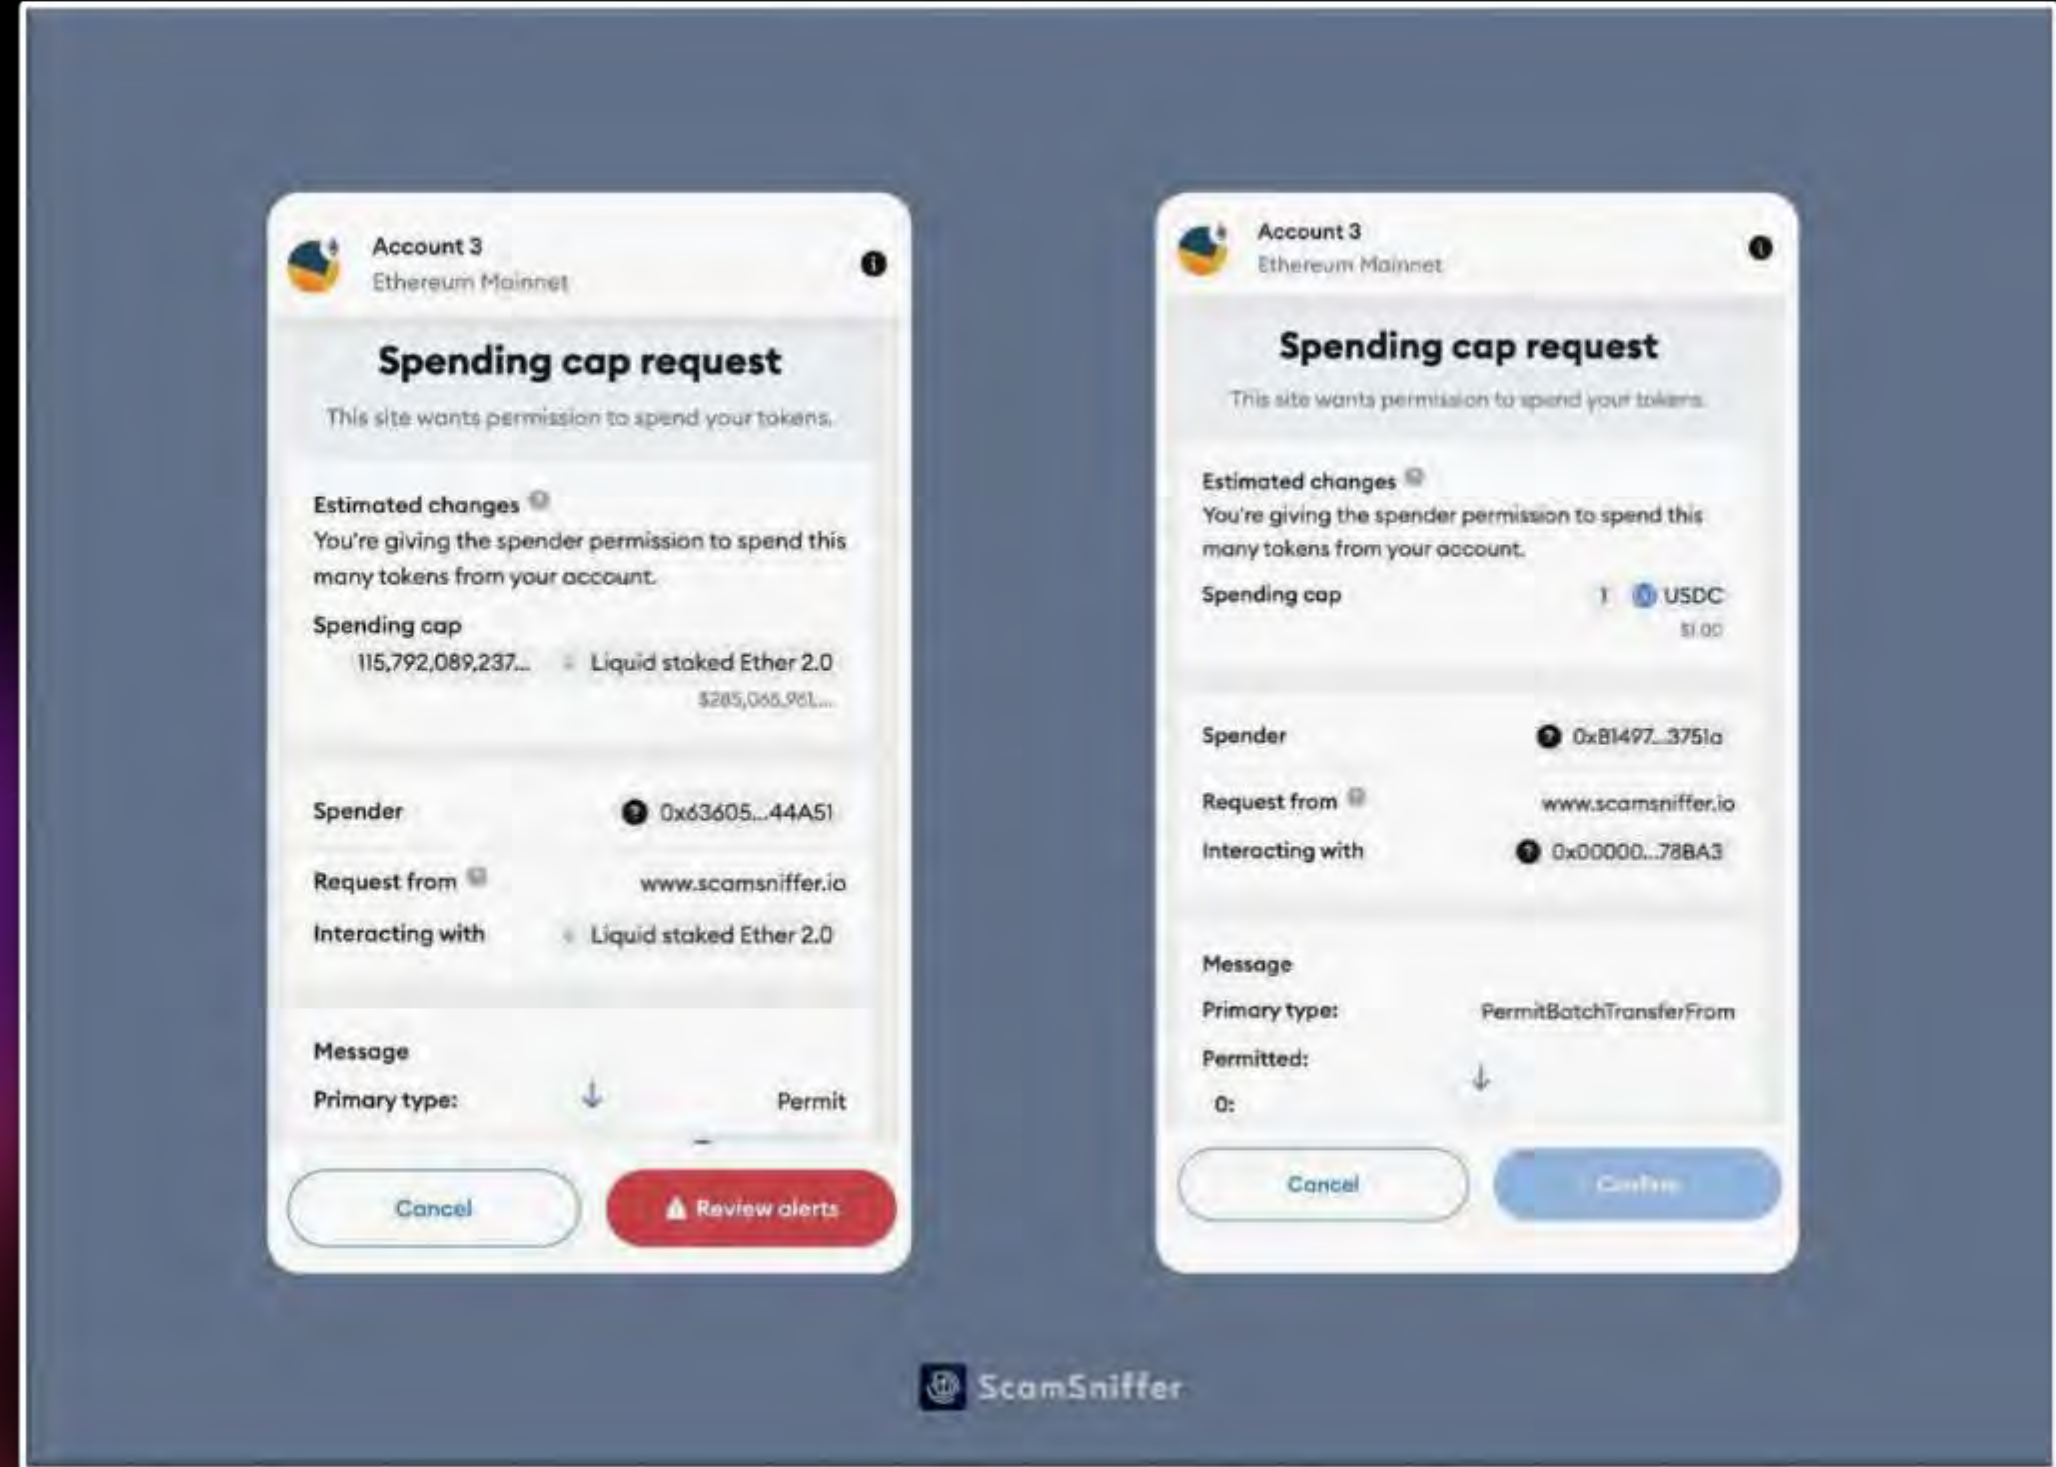 Account 3
Ethereum Mainnet
Spending cap request
This site wants permission to spend your tokens.
Estimated changes
You're giving the spender permission to spend this
many tokens from your account.
Spending cap
115,792,089,237... Liquid staked Ether 2.0
Spender 0x63605...44A51
Request from www.scamsniffer.io
Interacting with Liquid staked Ether 2.0
Message
Primary type: Permit
Cancel Review alerts
Account 3
Ethereum Mainnet
Spending cap request
This site wants permission to spend your tokens.
Estimated changes
You're giving the spender permission to spend this
many tokens from your account.
Spending cap 1 USDC
$1.00
Spender 0xB1497...3751a
Request from www.scamsniffer.io
Interacting with 0x00000...78BA3
Message
Primary type: PermitBatchTransferFrom
Permitted:
0:
Cancel Confirm
ScamSniffer